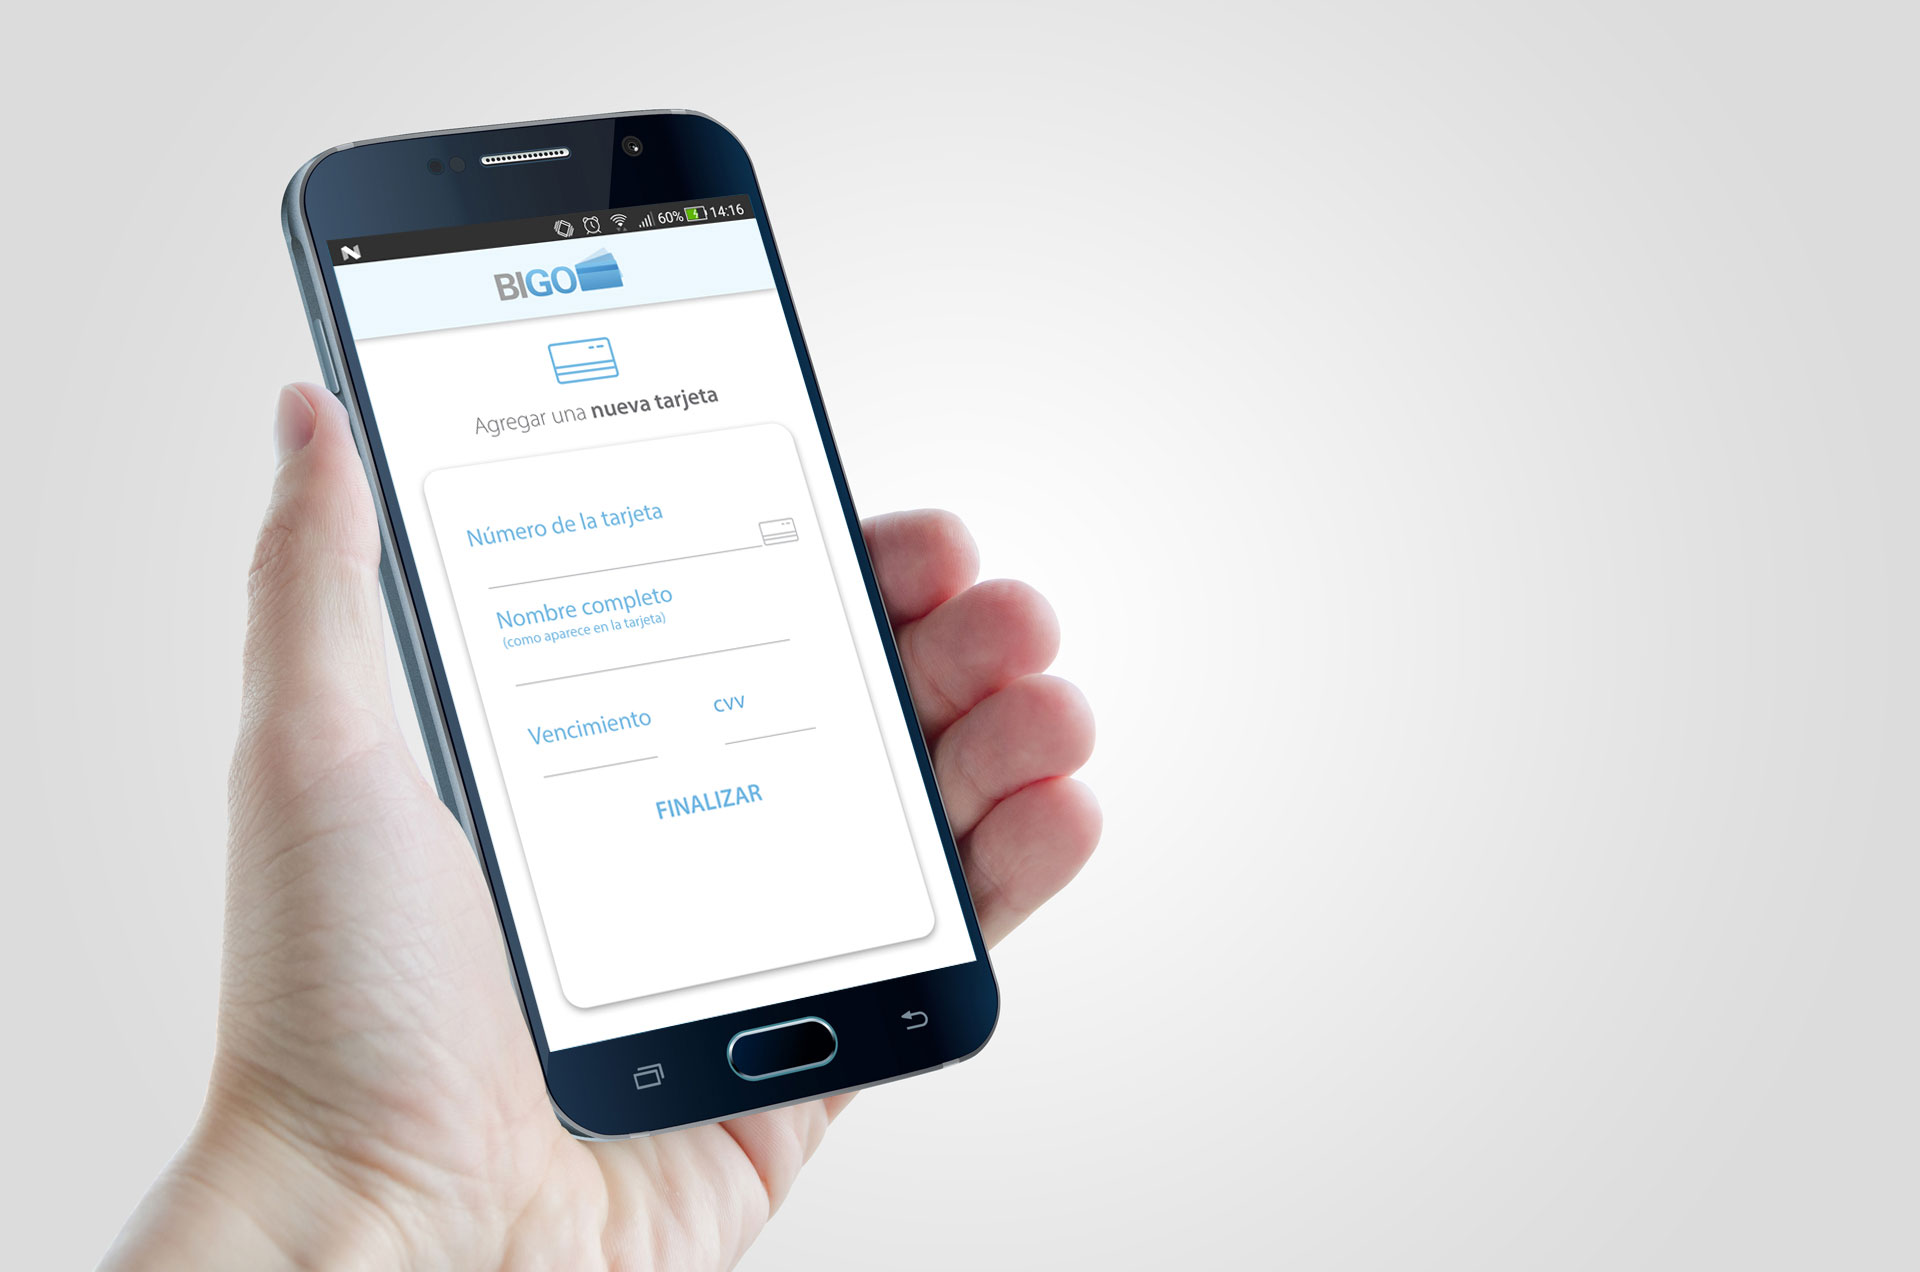 60% 14:16
BIGO
Agregar una nueva tarjeta
Número de la tarjeta
Nombre completo
(como aparece en la tarjeta)
Vencimiento cvv
FINALIZAR